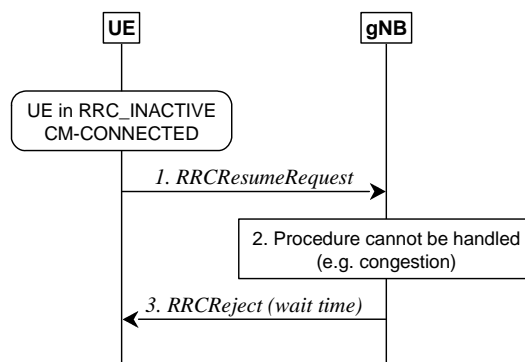 UE
gNB
UE in RRC_INACTIVE
CM-CONNECTED
1. RRCResumeRequest
2. Procedure cannot be handled
(e.g. congestion)
3. RRCReject (wait time)